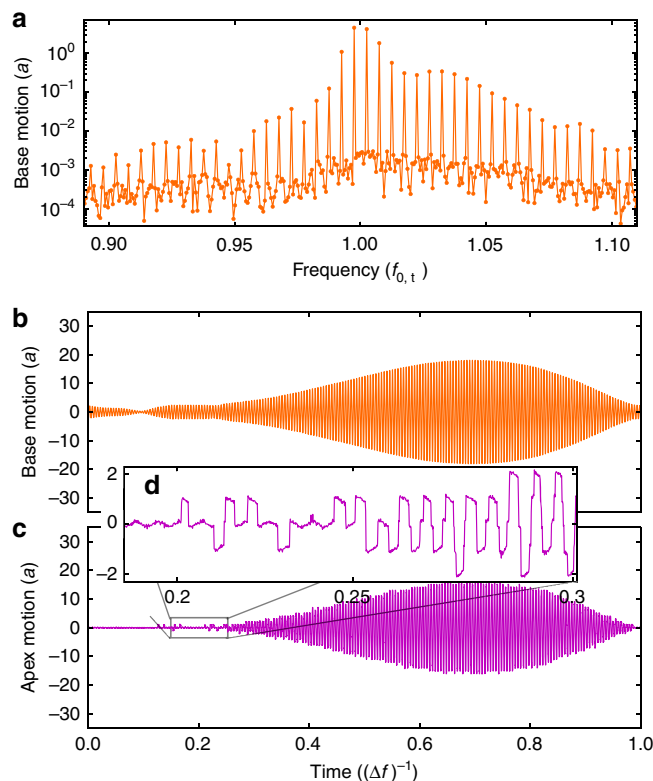 a
10⁰
10⁻¹
10⁻²
10⁻³
10⁻⁴
Base motion (a)
0.90 0.95 1.00 1.05 1.10
Frequency (f₀, ₜ )
b
30
20
10
0
−10
−20
−30
Base motion (a)
d
2
0
−2
0.2 0.25 0.3
c
30
20
10
0
−10
−20
−30
Apex motion (a)
0.0 0.2 0.4 0.6 0.8 1.0
Time ((Δf)⁻¹)